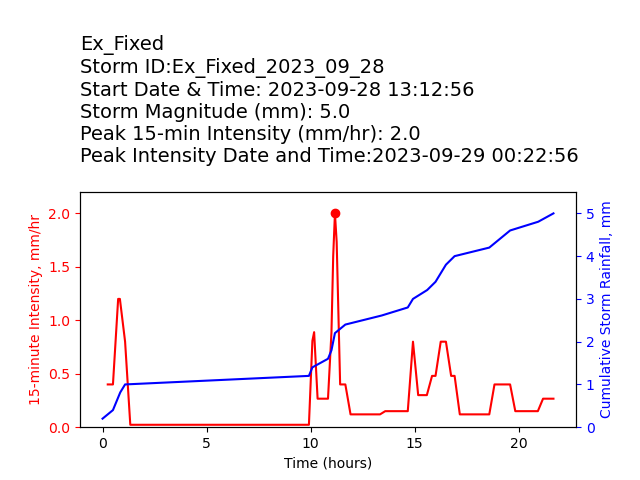 Ex_Fixed
Storm ID:Ex_Fixed_2023_09_28
Start Date & Time: 2023-09-28 13:12:56
Storm Magnitude (mm): 5.0
Peak 15-min Intensity (mm/hr): 2.0
Peak Intensity Date and Time:2023-09-29 00:22:56
15-minute Intensity, mm/hr
2.0
1.5
1.0
0.5
0.0
5
4
3
2
1
0
Cumulative Storm Rainfall, mm
0 5 10 15 20
Time (hours)